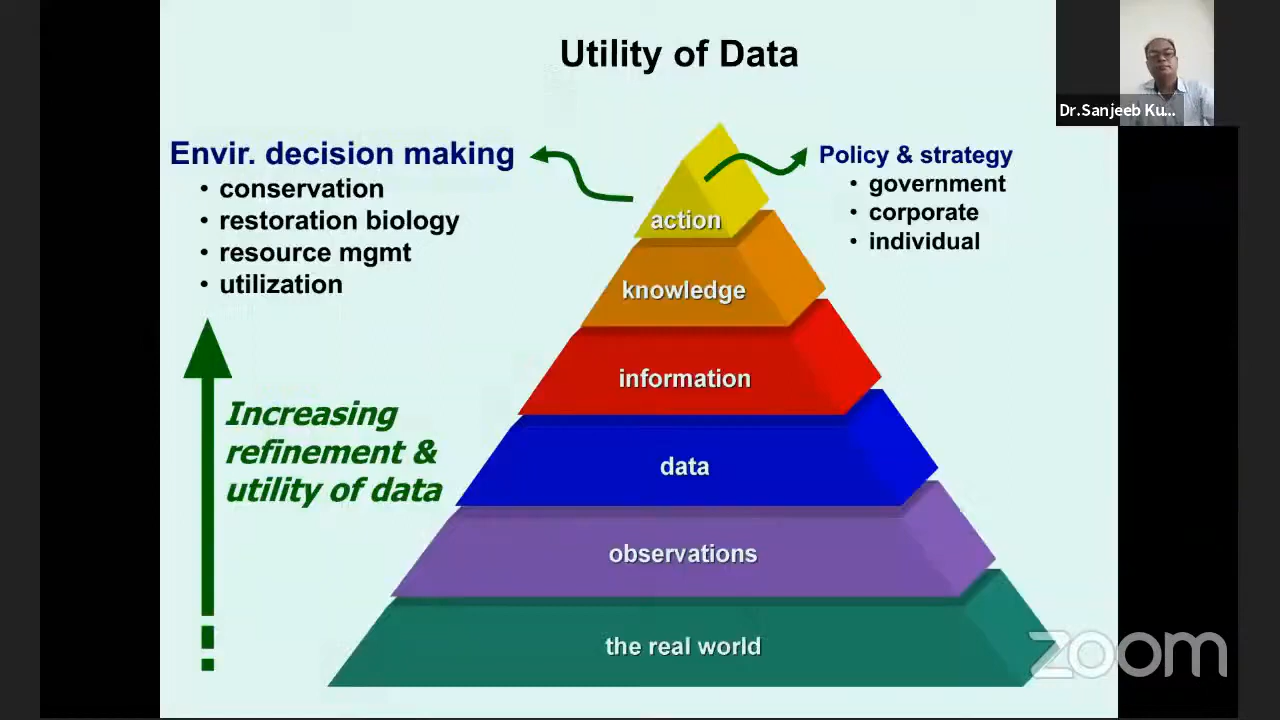 Utility of Data
Dr.Sanjeeb Ku...
Envir. decision making
• conservation
• restoration biology
• resource mgmt
• utilization
Policy & strategy
• government
• corporate
• individual
action
knowledge
information
data
observations
the real world
Increasing
refinement &
utility of data
zoom